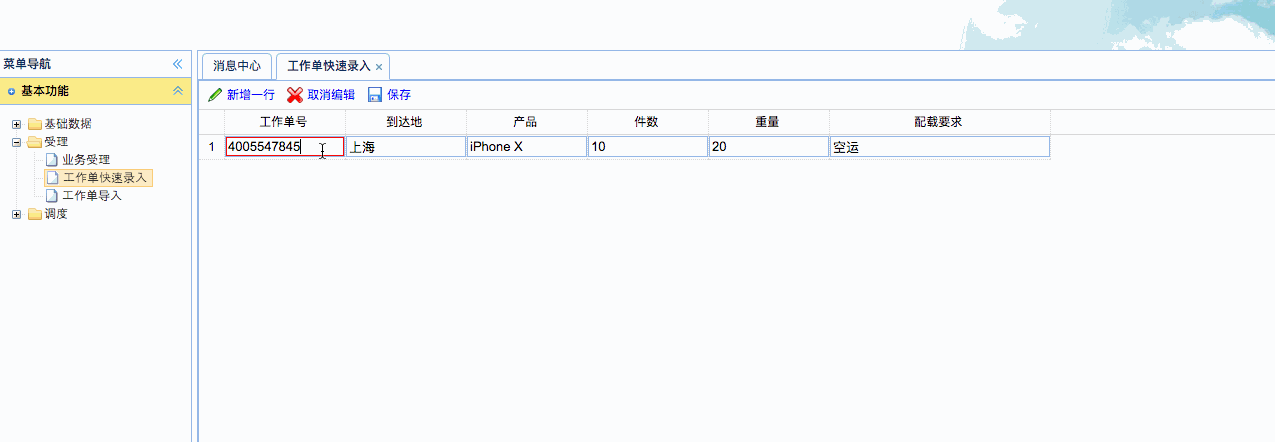 菜单导航
基本功能
基础数据
受理
业务受理
工作单快速录入
工作单导入
调度
消息中心 工作单快速录入
新增一行 取消编辑 保存
工作单号 到达地 产品 件数 重量 配载要求
1 4005547845 上海 iPhone X 10 20 空运